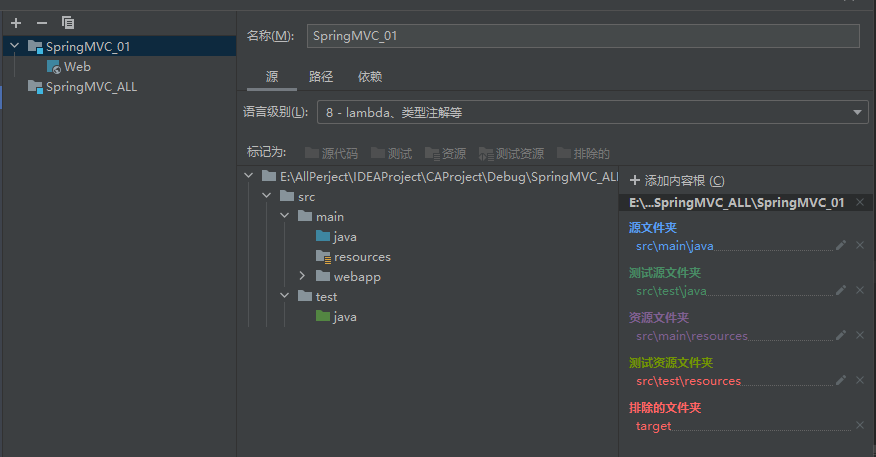 SpringMVC_01
Web
SpringMVC_ALL
名称(M):
SpringMVC_01
源
路径
依赖
语言级别(L):
8 - lambda、类型注解等
标记为:
源代码
测试
资源
测试资源
排除的
E:\AllPerject\IDEAProject\CAProject\Debug\SpringMVC_ALL
src
main
java
resources
webapp
test
java
添加内容根 (C)
E:\...SpringMVC_ALL\SpringMVC_01
源文件夹
src\main\java
测试源文件夹
src\test\java
资源文件夹
src\main\resources
测试资源文件夹
src\test\resources
排除的文件夹
target